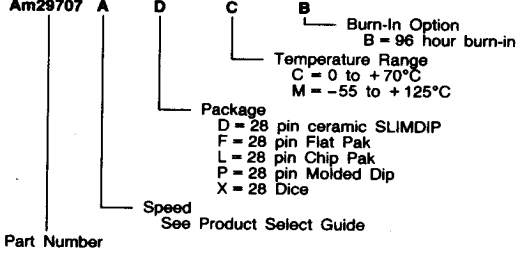 Am29707 A D C B
Burn-In Option
B = 96 hour burn-in
Temperature Range
C = 0 to +70°C
M = -55 to +125°C
Package
D = 28 pin ceramic SLIMDIP
F = 28 pin Flat Pak
L = 28 pin Chip Pak
P = 28 pin Molded Dip
X = 28 Dice
Speed
See Product Select Guide
Part Number